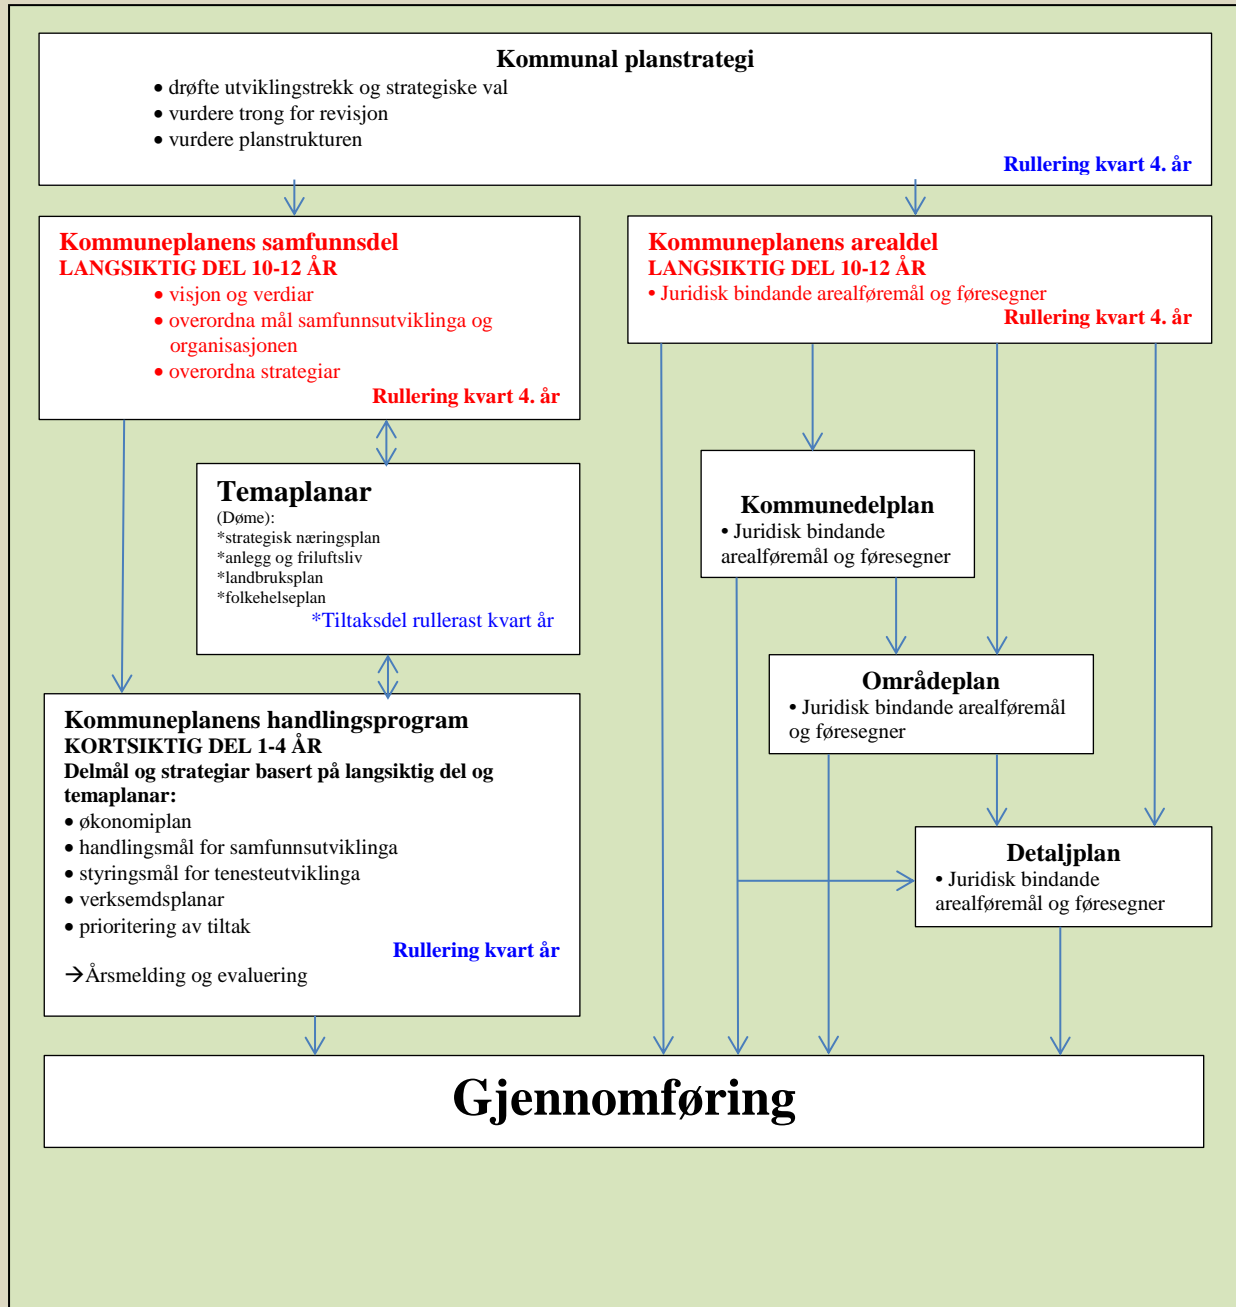 Kommunal planstrategi
• drøfte utviklingstrekk og strategiske val
• vurdere trong for revisjon
• vurdere planstrukturen
Rullering kvart 4. år
Kommuneplanens samfunnsdel
LANGSIKTIG DEL 10-12 ÅR
• visjon og verdiar
• overordna mål samfunnsutviklinga og
organisasjonen
• overordna strategiar
Rullering kvart 4. år
Kommuneplanens arealdel
LANGSIKTIG DEL 10-12 ÅR
• Juridisk bindande arealføremål og føresegner
Rullering kvart 4. år
Temaplanar
(Døme):
*strategisk næringsplan
*anlegg og friluftsliv
*landbruksplan
*folkehelseplan
*Tiltaksdel rullerast kvart år
Kommunedelplan
• Juridisk bindande
arealføremål og føresegner
Områdeplan
• Juridisk bindande arealføremål
og føresegner
Kommuneplanens handlingsprogram
KORTSIKTIG DEL 1-4 ÅR
Delmål og strategiar basert på langsiktig del og
temaplanar:
• økonomiplan
• handlingsmål for samfunnsutviklinga
• styringsmål for tenesteutviklinga
• verksemdsplanar
• prioritering av tiltak
Rullering kvart år
→Årsmelding og evaluering
Detaljplan
• Juridisk bindande
arealføremål og føresegner
Gjennomføring